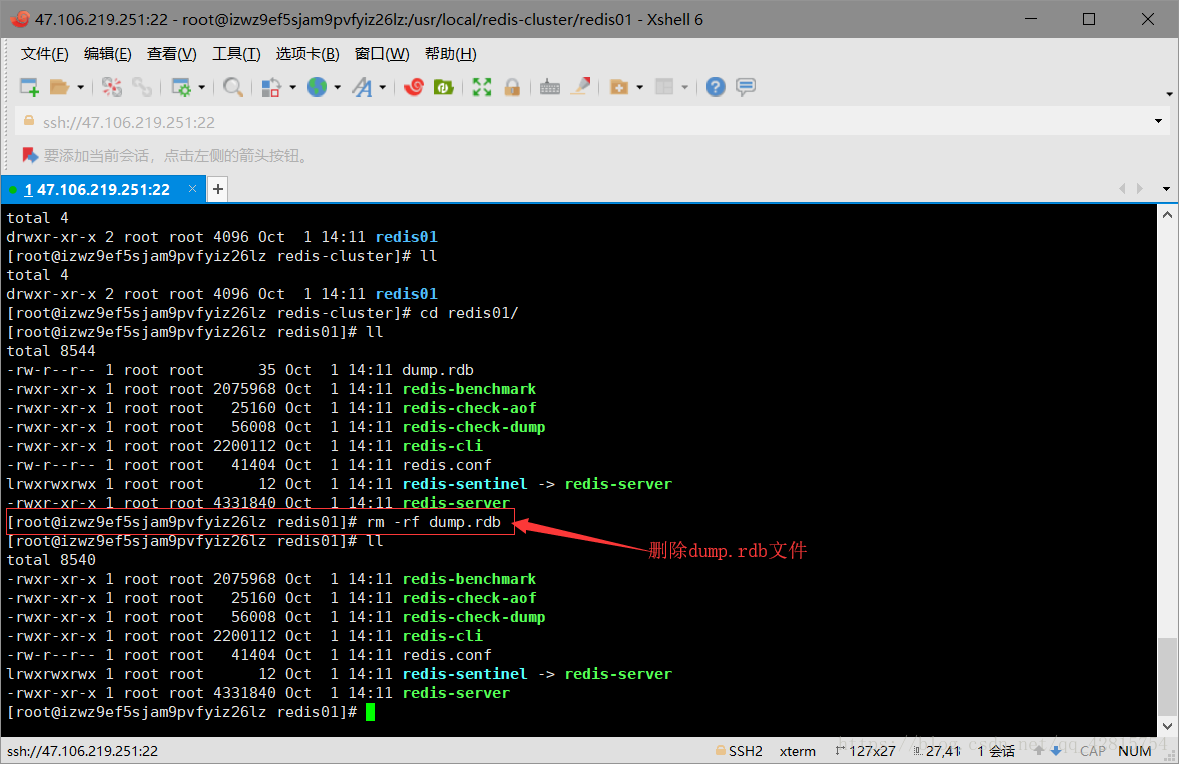 47.106.219.251:22 - root@izwz9ef5sjam9pvfyiz26lz:/usr/local/redis-cluster/redis01 - Xshell 6
文件(F) 编辑(E) 查看(V) 工具(T) 选项卡(B) 窗口(W) 帮助(H)
ssh://47.106.219.251:22
要添加当前会话，点击左侧的箭头按钮。
1 47.106.219.251:22 × +
total 4
drwxr-xr-x 2 root root 4096 Oct  1 14:11 redis01
[root@izwz9ef5sjam9pvfyiz26lz redis-cluster]# ll
total 4
drwxr-xr-x 2 root root 4096 Oct  1 14:11 redis01
[root@izwz9ef5sjam9pvfyiz26lz redis-cluster]# cd redis01/
[root@izwz9ef5sjam9pvfyiz26lz redis01]# ll
total 8544
-rw-r--r-- 1 root root      35 Oct  1 14:11 dump.rdb
-rwxr-xr-x 1 root root 2075968 Oct  1 14:11 redis-benchmark
-rwxr-xr-x 1 root root   25160 Oct  1 14:11 redis-check-aof
-rwxr-xr-x 1 root root   56008 Oct  1 14:11 redis-check-dump
-rwxr-xr-x 1 root root 2200112 Oct  1 14:11 redis-cli
-rw-r--r-- 1 root root   41404 Oct  1 14:11 redis.conf
lrwxrwxrwx 1 root root      12 Oct  1 14:11 redis-sentinel -> redis-server
-rwxr-xr-x 1 root root 4331840 Oct  1 14:11 redis-server
[root@izwz9ef5sjam9pvfyiz26lz redis01]# rm -rf dump.rdb
[root@izwz9ef5sjam9pvfyiz26lz redis01]# ll
删除dump.rdb文件
total 8540
-rwxr-xr-x 1 root root 2075968 Oct  1 14:11 redis-benchmark
-rwxr-xr-x 1 root root   25160 Oct  1 14:11 redis-check-aof
-rwxr-xr-x 1 root root   56008 Oct  1 14:11 redis-check-dump
-rwxr-xr-x 1 root root 2200112 Oct  1 14:11 redis-cli
-rw-r--r-- 1 root root   41404 Oct  1 14:11 redis.conf
lrwxrwxrwx 1 root root      12 Oct  1 14:11 redis-sentinel -> redis-server
-rwxr-xr-x 1 root root 4331840 Oct  1 14:11 redis-server
[root@izwz9ef5sjam9pvfyiz26lz redis01]#
ssh://47.106.219.251:22 SSH2 xterm 127x27 27,41 1 会话 CAP NUM